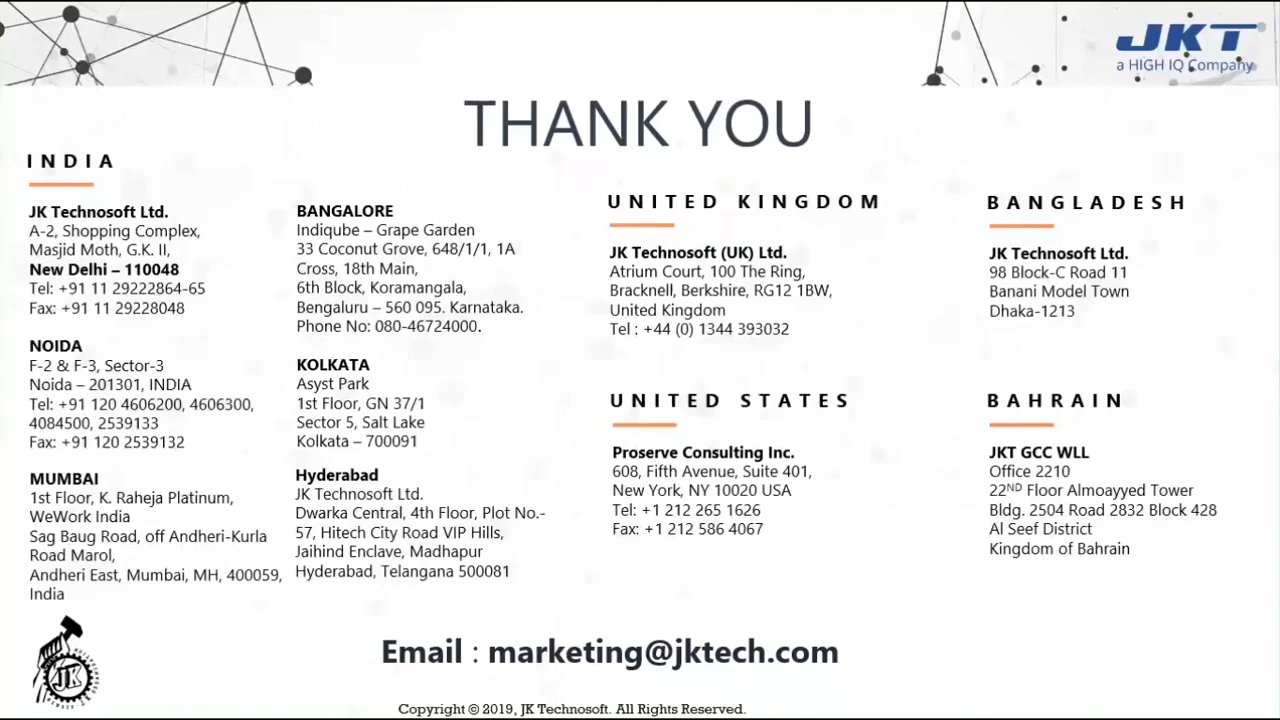 JKT
a HIGH IQ Company
THANK YOU
INDIA
JK Technosoft Ltd.
A-2, Shopping Complex,
Masjid Moth, G.K. II,
New Delhi – 110048
Tel: +91 11 29222864-65
Fax: +91 11 29228048
NOIDA
F-2 & F-3, Sector-3
Noida – 201301, INDIA
Tel: +91 120 4606200, 4606300,
4084500, 2539133
Fax: +91 120 2539132
MUMBAI
1st Floor, K. Raheja Platinum,
WeWork India
Sag Baug Road, off Andheri-Kurla
Road Marol,
Andheri East, Mumbai, MH, 400059,
India
BANGALORE
Indiqube – Grape Garden
33 Coconut Grove, 648/1/1, 1A
Cross, 18th Main,
6th Block, Koramangala,
Bengaluru – 560 095. Karnataka.
Phone No: 080-46724000.
KOLKATA
Asyst Park
1st Floor, GN 37/1
Sector 5, Salt Lake
Kolkata – 700091
Hyderabad
JK Technosoft Ltd.
Dwarka Central, 4th Floor, Plot No.-
57, Hitech City Road VIP Hills,
Jaihind Enclave, Madhapur
Hyderabad, Telangana 500081
UNITED KINGDOM
JK Technosoft (UK) Ltd.
Atrium Court, 100 The Ring,
Bracknell, Berkshire, RG12 1BW,
United Kingdom
Tel : +44 (0) 1344 393032
UNITED STATES
Proserve Consulting Inc.
608, Fifth Avenue, Suite 401,
New York, NY 10020 USA
Tel: +1 212 265 1626
Fax: +1 212 586 4067
BANGLADESH
JK Technosoft Ltd.
98 Block-C Road 11
Banani Model Town
Dhaka-1213
BAHRAIN
JKT GCC WLL
Office 2210
22ND Floor Almoayyed Tower
Bldg. 2504 Road 2832 Block 428
Al Seef District
Kingdom of Bahrain
JK
Email : marketing@jktech.com
Copyright © 2019, JK Technosoft. All Rights Reserved.